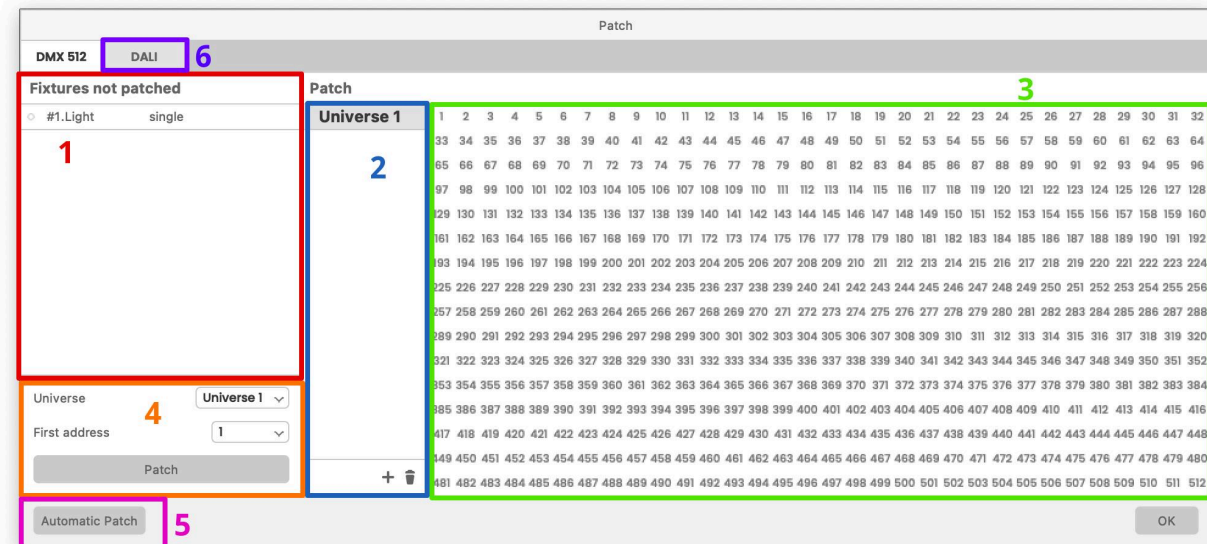 Patch
DMX 512 DALI 6
Fixtures not patched
#1.Light single
1
Universe Universe 1
4
First address 1
Patch
Automatic Patch 5
Patch
Universe 1
2
+
3
1 2 3 4 5 6 7 8 9 10 11 12 13 14 15 16 17 18 19 20 21 22 23 24 25 26 27 28 29 30 31 32
33 34 35 36 37 38 39 40 41 42 43 44 45 46 47 48 49 50 51 52 53 54 55 56 57 58 59 60 61 62 63 64
65 66 67 68 69 70 71 72 73 74 75 76 77 78 79 80 81 82 83 84 85 86 87 88 89 90 91 92 93 94 95 96
97 98 99 100 101 102 103 104 105 106 107 108 109 110 111 112 113 114 115 116 117 118 119 120 121 122 123 124 125 126 127 128
129 130 131 132 133 134 135 136 137 138 139 140 141 142 143 144 145 146 147 148 149 150 151 152 153 154 155 156 157 158 159 160
161 162 163 164 165 166 167 168 169 170 171 172 173 174 175 176 177 178 179 180 181 182 183 184 185 186 187 188 189 190 191 192
193 194 195 196 197 198 199 200 201 202 203 204 205 206 207 208 209 210 211 212 213 214 215 216 217 218 219 220 221 222 223 224
225 226 227 228 229 230 231 232 233 234 235 236 237 238 239 240 241 242 243 244 245 246 247 248 249 250 251 252 253 254 255 256
257 258 259 260 261 262 263 264 265 266 267 268 269 270 271 272 273 274 275 276 277 278 279 280 281 282 283 284 285 286 287 288
289 290 291 292 293 294 295 296 297 298 299 300 301 302 303 304 305 306 307 308 309 310 311 312 313 314 315 316 317 318 319 320
321 322 323 324 325 326 327 328 329 330 331 332 333 334 335 336 337 338 339 340 341 342 343 344 345 346 347 348 349 350 351 352
353 354 355 356 357 358 359 360 361 362 363 364 365 366 367 368 369 370 371 372 373 374 375 376 377 378 379 380 381 382 383 384
385 386 387 388 389 390 391 392 393 394 395 396 397 398 399 400 401 402 403 404 405 406 407 408 409 410 411 412 413 414 415 416
417 418 419 420 421 422 423 424 425 426 427 428 429 430 431 432 433 434 435 436 437 438 439 440 441 442 443 444 445 446 447 448
449 450 451 452 453 454 455 456 457 458 459 460 461 462 463 464 465 466 467 468 469 470 471 472 473 474 475 476 477 478 479 480
481 482 483 484 485 486 487 488 489 490 491 492 493 494 495 496 497 498 499 500 501 502 503 504 505 506 507 508 509 510 511 512
OK